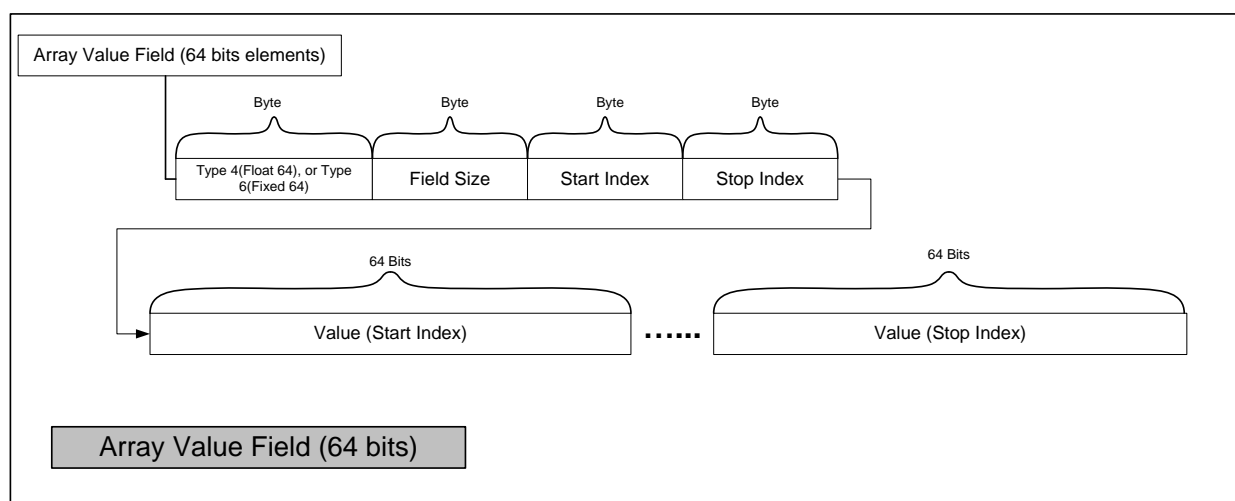 Array Value Field (64 bits elements)
Byte Byte Byte Byte
Type 4(Float 64), or Type
6(Fixed 64)
Field Size Start Index Stop Index
64 Bits 64 Bits
Value (Start Index) ....... Value (Stop Index)
Array Value Field (64 bits)